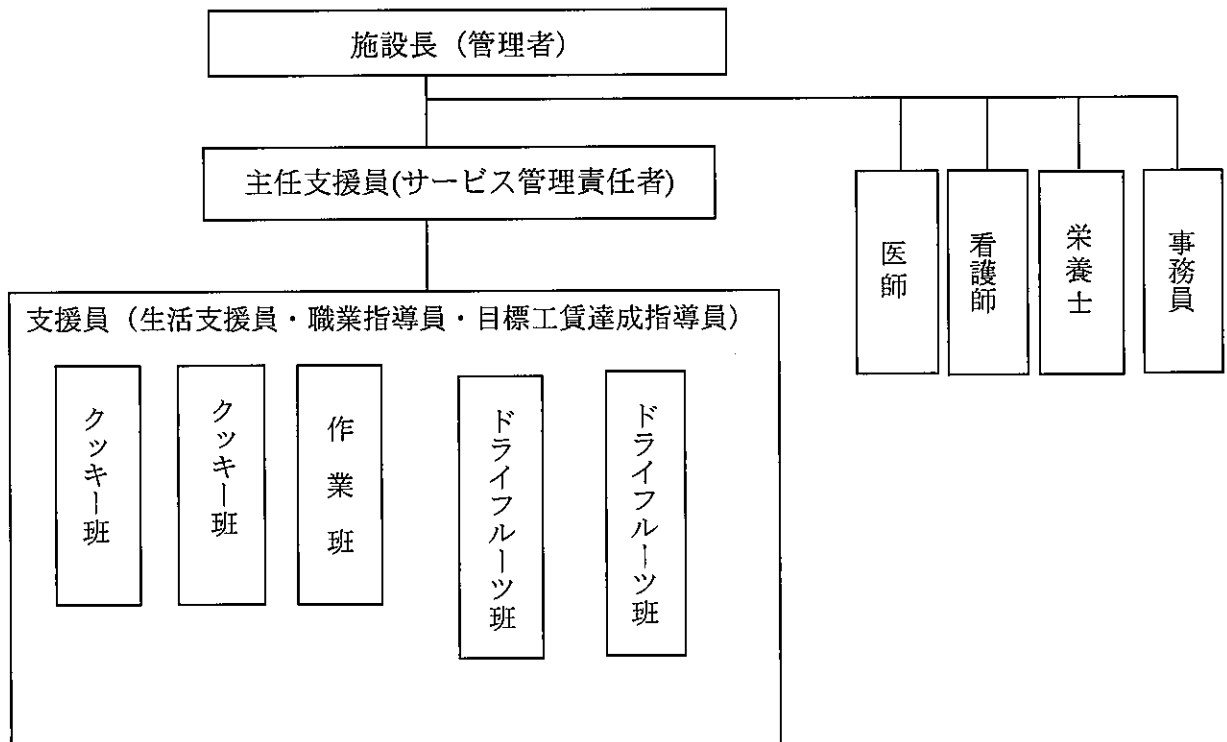 施設長（管理者）
主任支援員(サービス管理責任者)
医師
看護師
栄養士
事務員
支援員（生活支援員・職業指導員・目標工賃達成指導員）
クッキー班
クッキー班
作業班
ドライフルーツ班
ドライフルーツ班